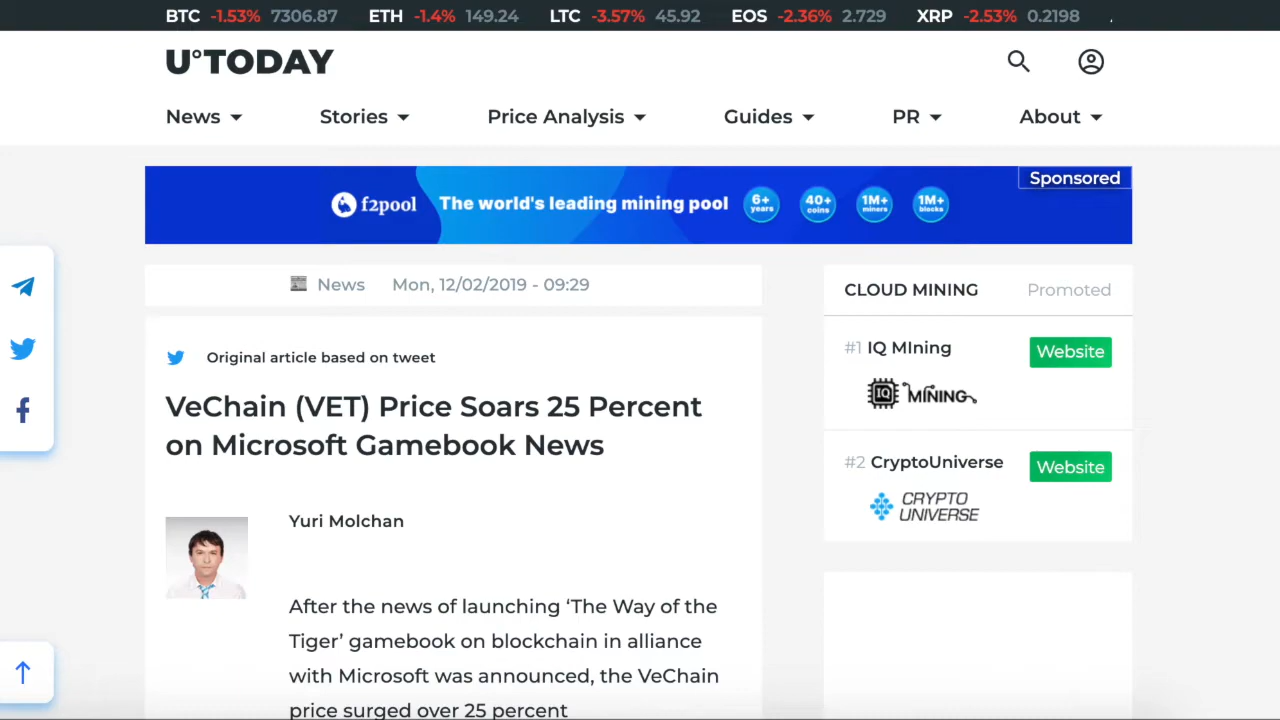 BTC -1.53% 7306.87 ETH -1.4% 149.24 LTC -3.57% 45.92 EOS -2.36% 2.729 XRP -2.53% 0.2198
U°TODAY
News Stories Price Analysis Guides PR About
Sponsored
f2pool The world's leading mining pool 6+ years 40+ coins 1M+ miners 1M+ blocks
News Mon, 12/02/2019 - 09:29
Original article based on tweet
VeChain (VET) Price Soars 25 Percent
on Microsoft Gamebook News
Yuri Molchan
After the news of launching ‘The Way of the
Tiger’ gamebook on blockchain in alliance
with Microsoft was announced, the VeChain
price surged over 25 percent
CLOUD MINING Promoted
#1 IQ MIning Website
IQ MINING
#2 CryptoUniverse Website
CRYPTO
UNIVERSE